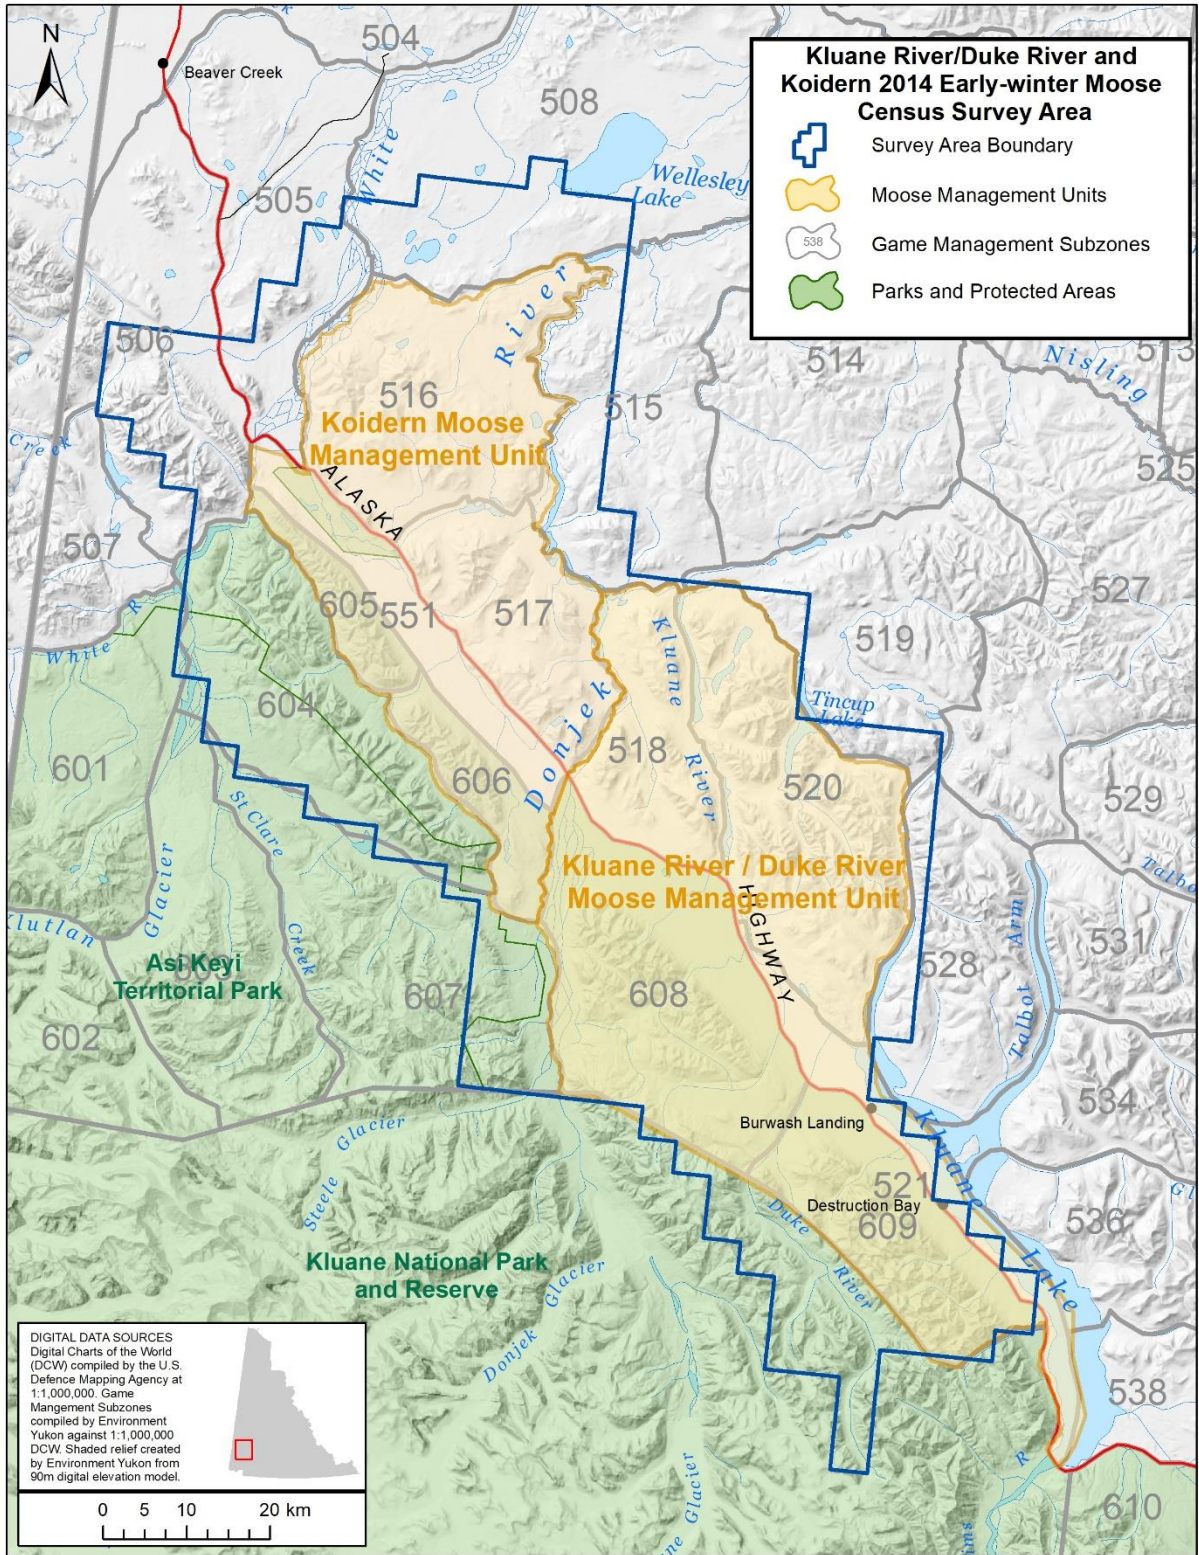 N
Beaver Creek
504
508
White
505
Wellesley
Lake
Kluane River/Duke River and
Koidern 2014 Early-winter Moose
Census Survey Area
Survey Area Boundary
Moose Management Units
538
Game Management Subzones
Parks and Protected Areas
River
506
516
515
514
513
Nisling
Koidern Moose
Management Unit
Creek
525
ALASKA
507
527
605
551
517
519
Kluane
White R
604
Tincup
Lake
Donjek
518
River
520
601
606
529
St Clare
Kluane River / Duke River
Moose Management Unit
HIGHWAY
Glacier
Klutlan
Creek
Arm
531
528
Asi Keyi
Territorial Park
607
608
Talbot
602
534
Burwash Landing
Kluane
Steele Glacier
521
Destruction Bay
609
536
Duke
River
Lake
Kluane National Park
and Reserve
Donjek Glacier
538
DIGITAL DATA SOURCES
Digital Charts of the World
(DCW) compiled by the U.S.
Defence Mapping Agency at
1:1,000,000. Game
Mangement Subzones
compiled by Environment
Yukon against 1:1,000,000
DCW. Shaded relief created
by Environment Yukon from
90m digital elevation model.
R
Glacier
610
0 5 10 20 km